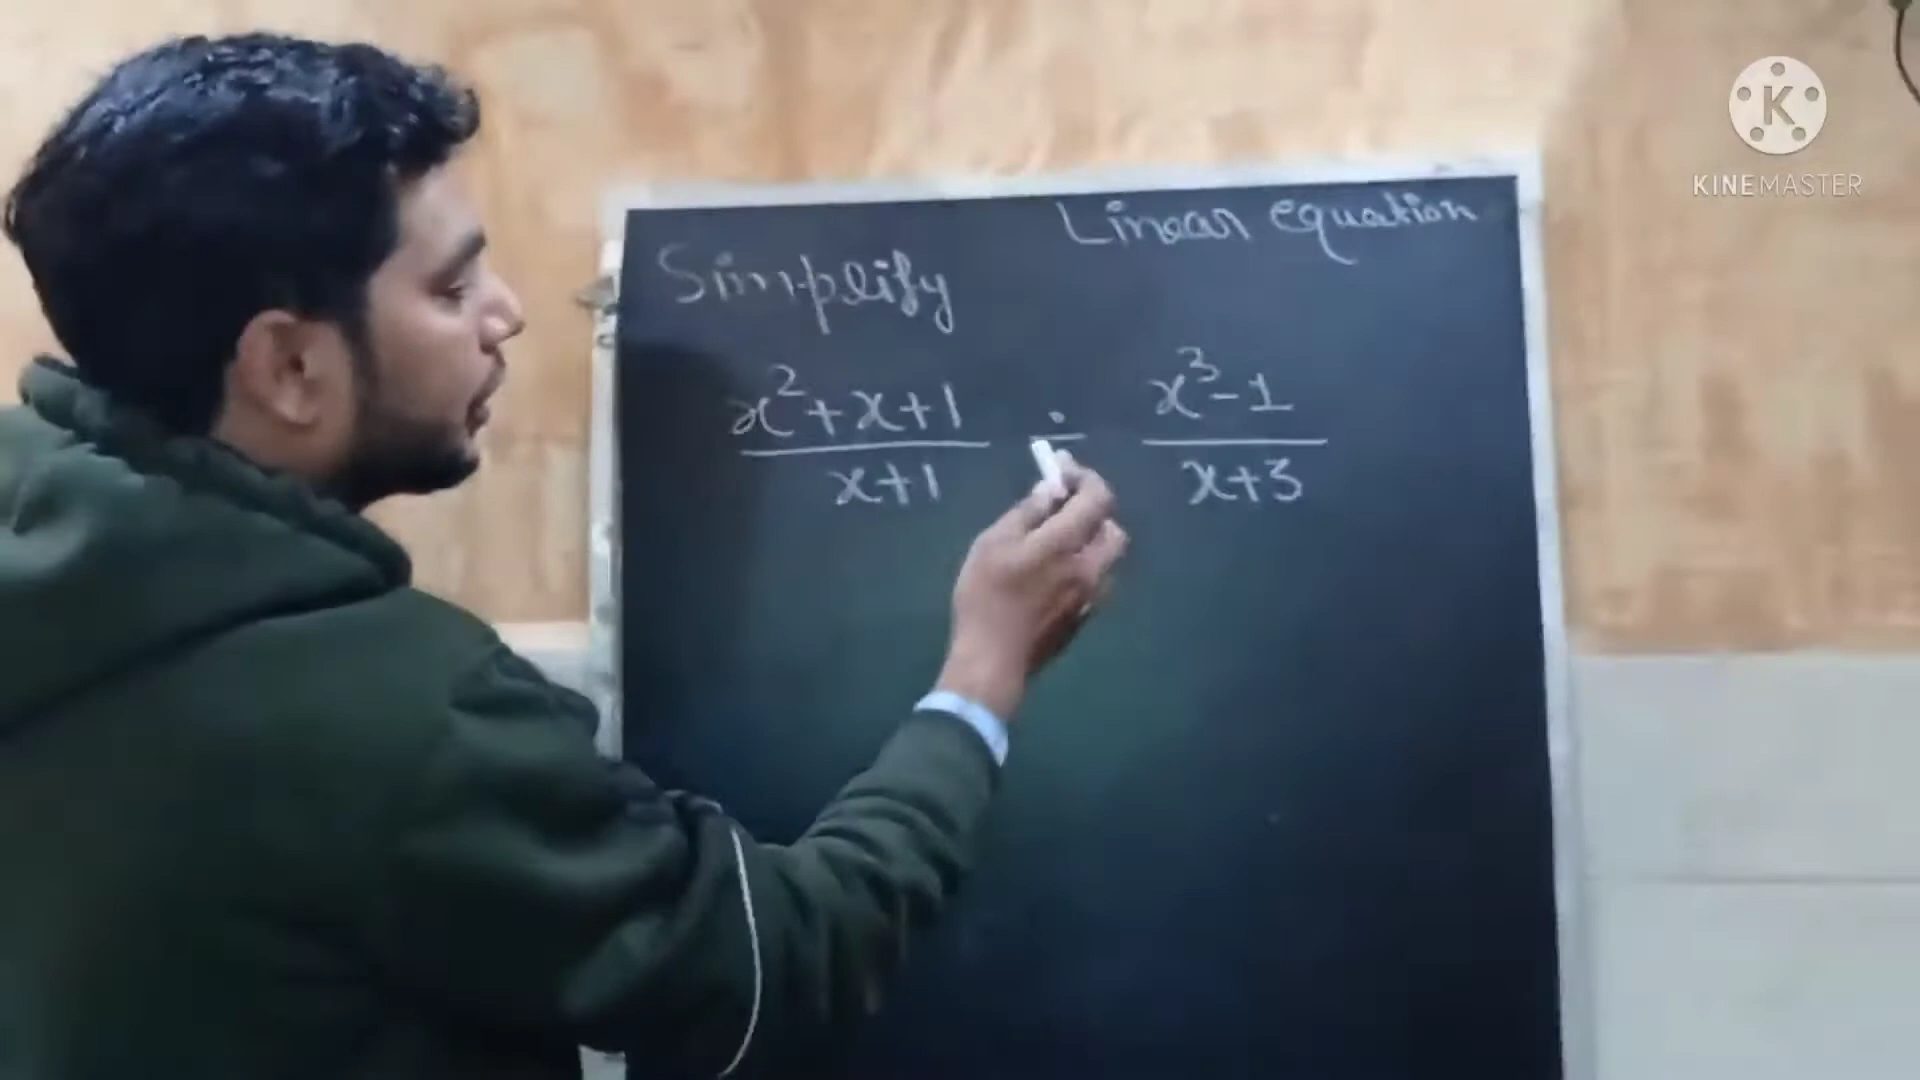 Linear equation
Simplify
x²+x+1 ÷ x³-1
x+1 x+3
K
KINEMASTER